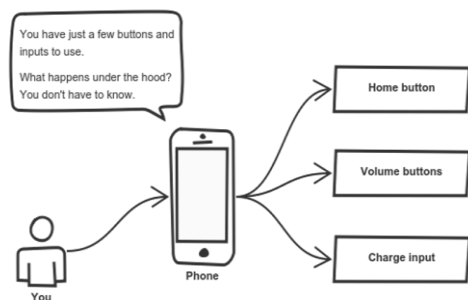 You have just a few buttons and
inputs to use.
What happens under the hood?
You don't have to know.
Home button
Volume buttons
Charge input
Phone
You